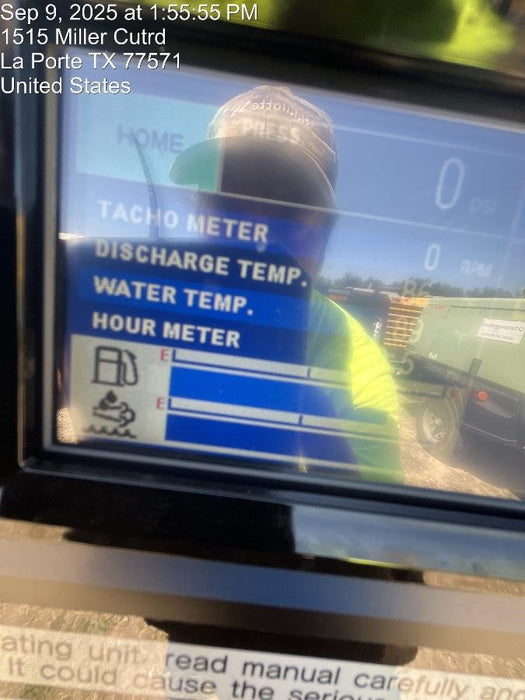 Sep 9, 2025 at 1:55:55 PM
1515 Miller Cutrd
La Porte TX 77571
United States
HOME
PRESS
0 psi
TACHO METER
0 RPM
DISCHARGE TEMP.
WATER TEMP.
HOUR METER
E
E
ating unit. read manual carefully an
It could cause the serious